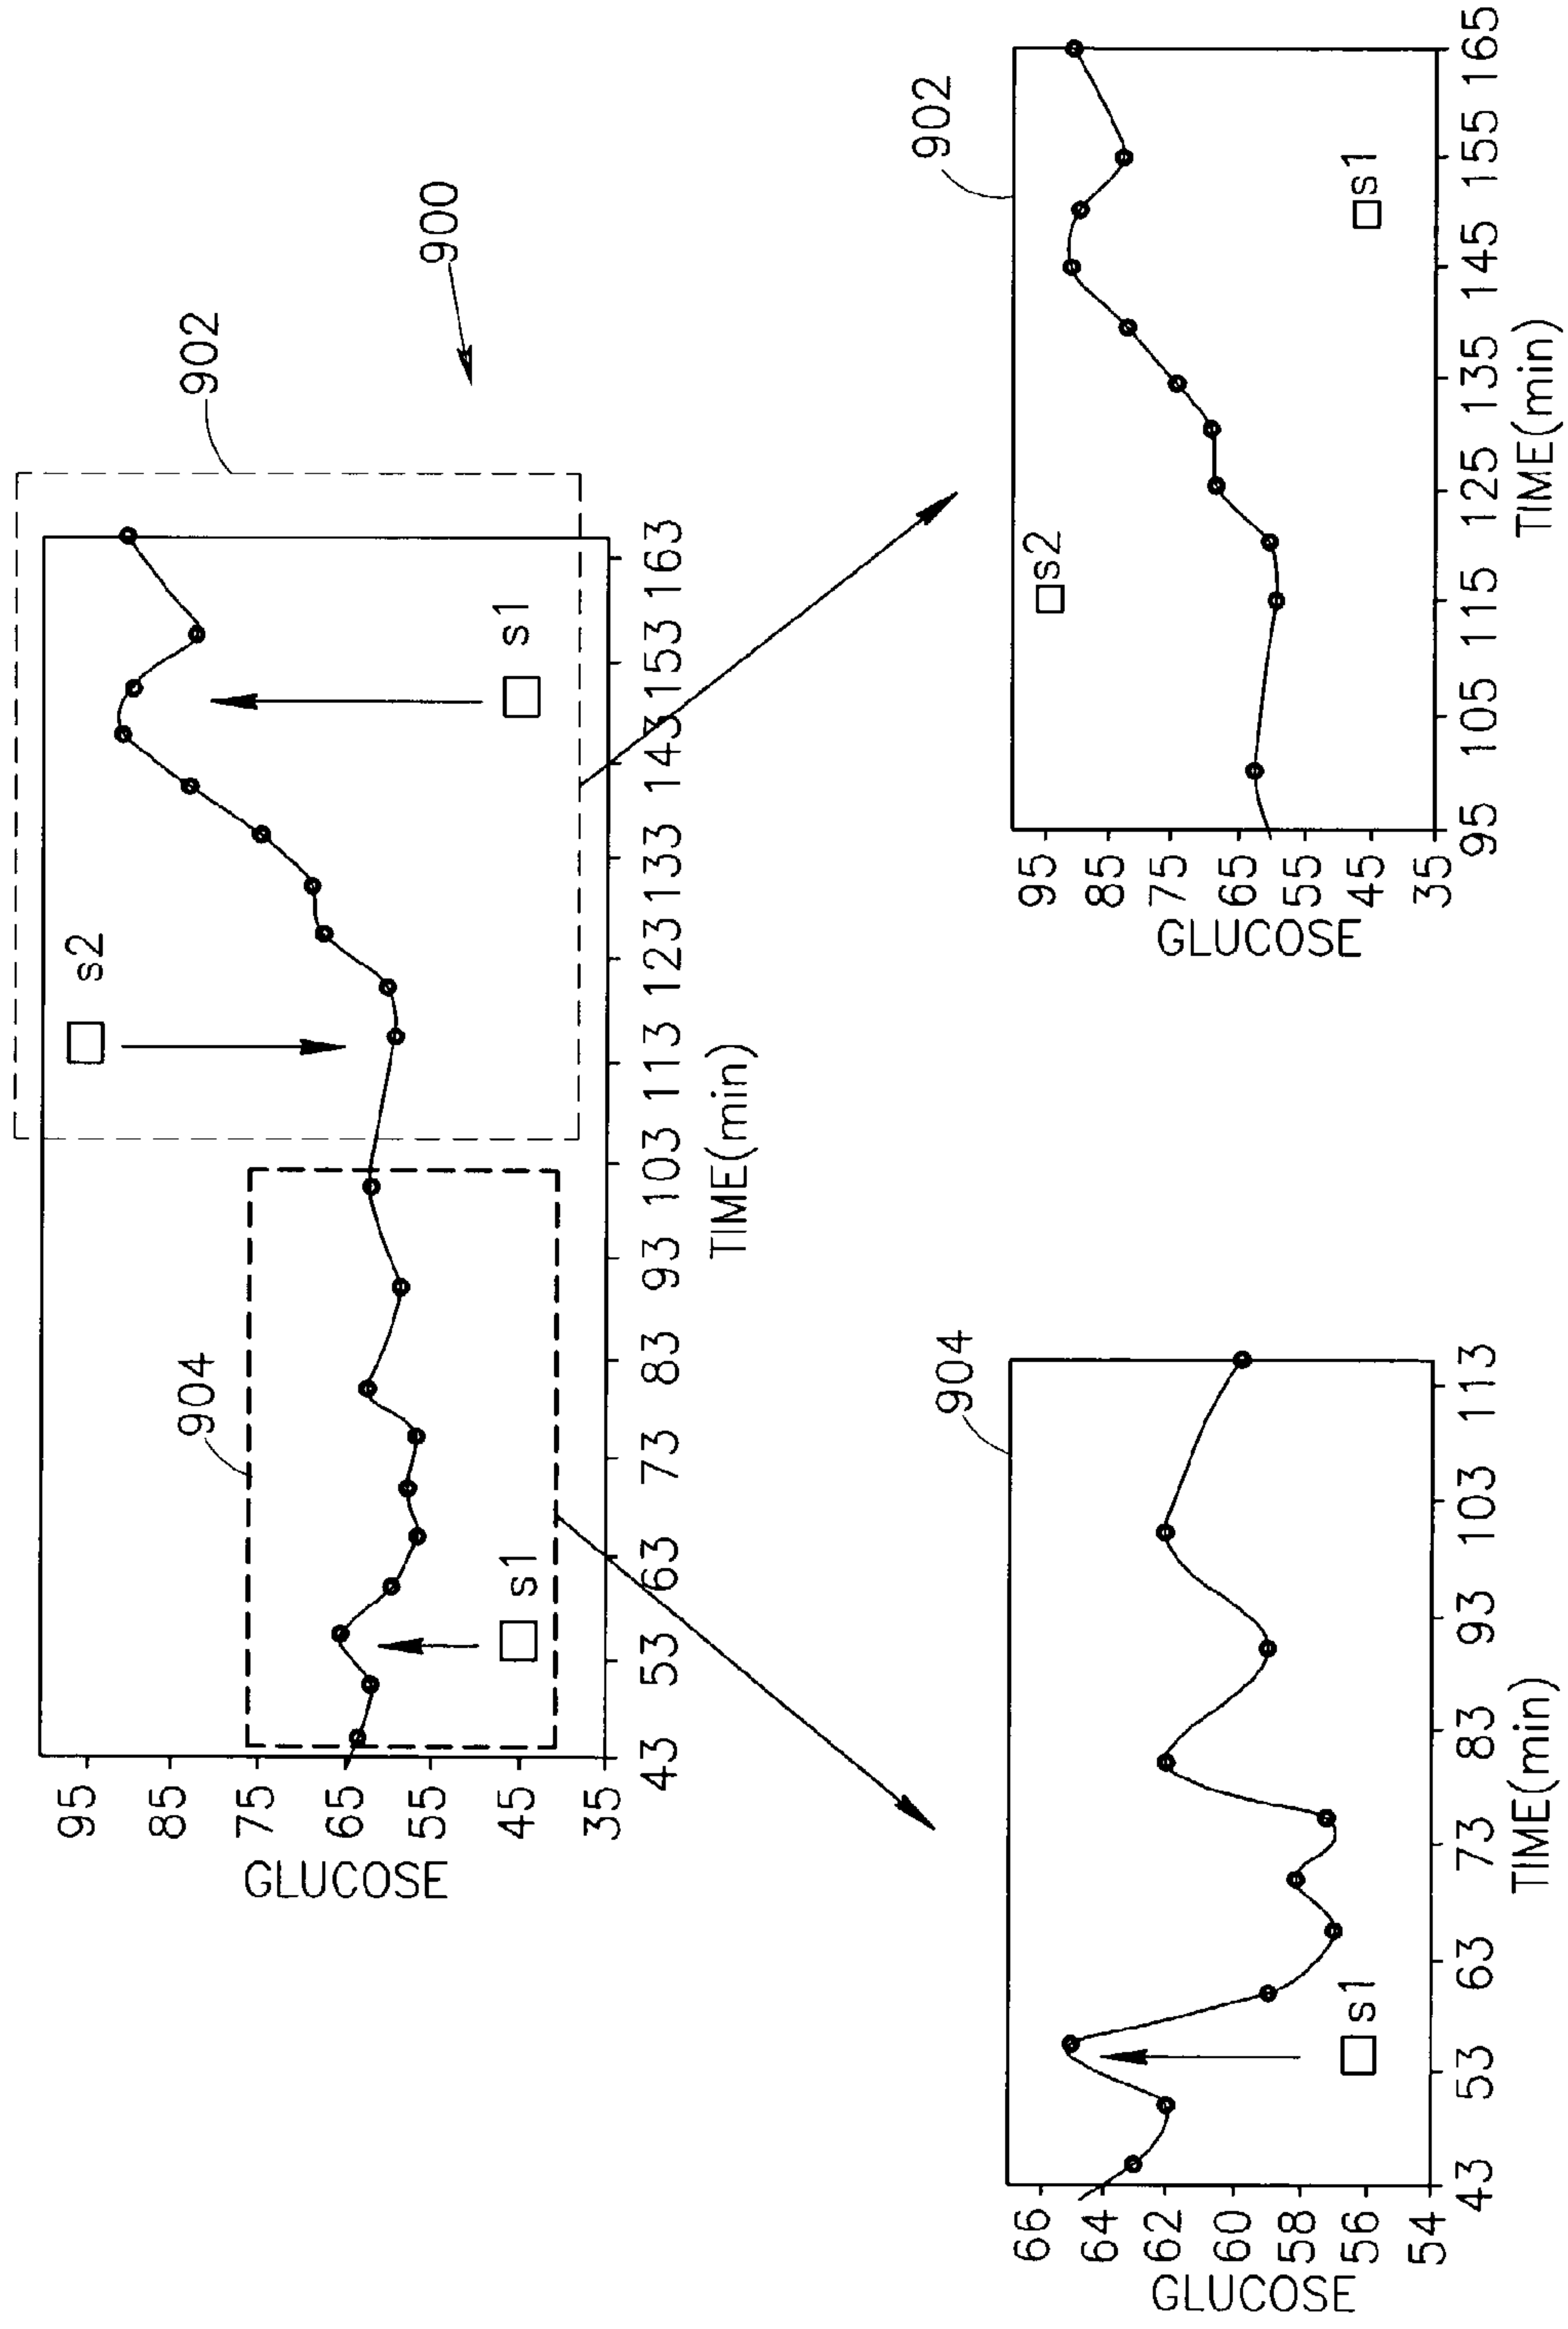 900
902
904
GLUCOSE
95
85
75
65
55
45
35
s2
s1
s1
43 53 63 73 83 93 103 113 123 133 143 153 163
TIME(min)
904
GLUCOSE
66
64
62
60
58
56
54
s1
43 53 63 73 83 93 103 113
TIME(min)
902
GLUCOSE
95
85
75
65
55
45
35
s2
s1
95 105 115 125 135 145 155 165
TIME(min)